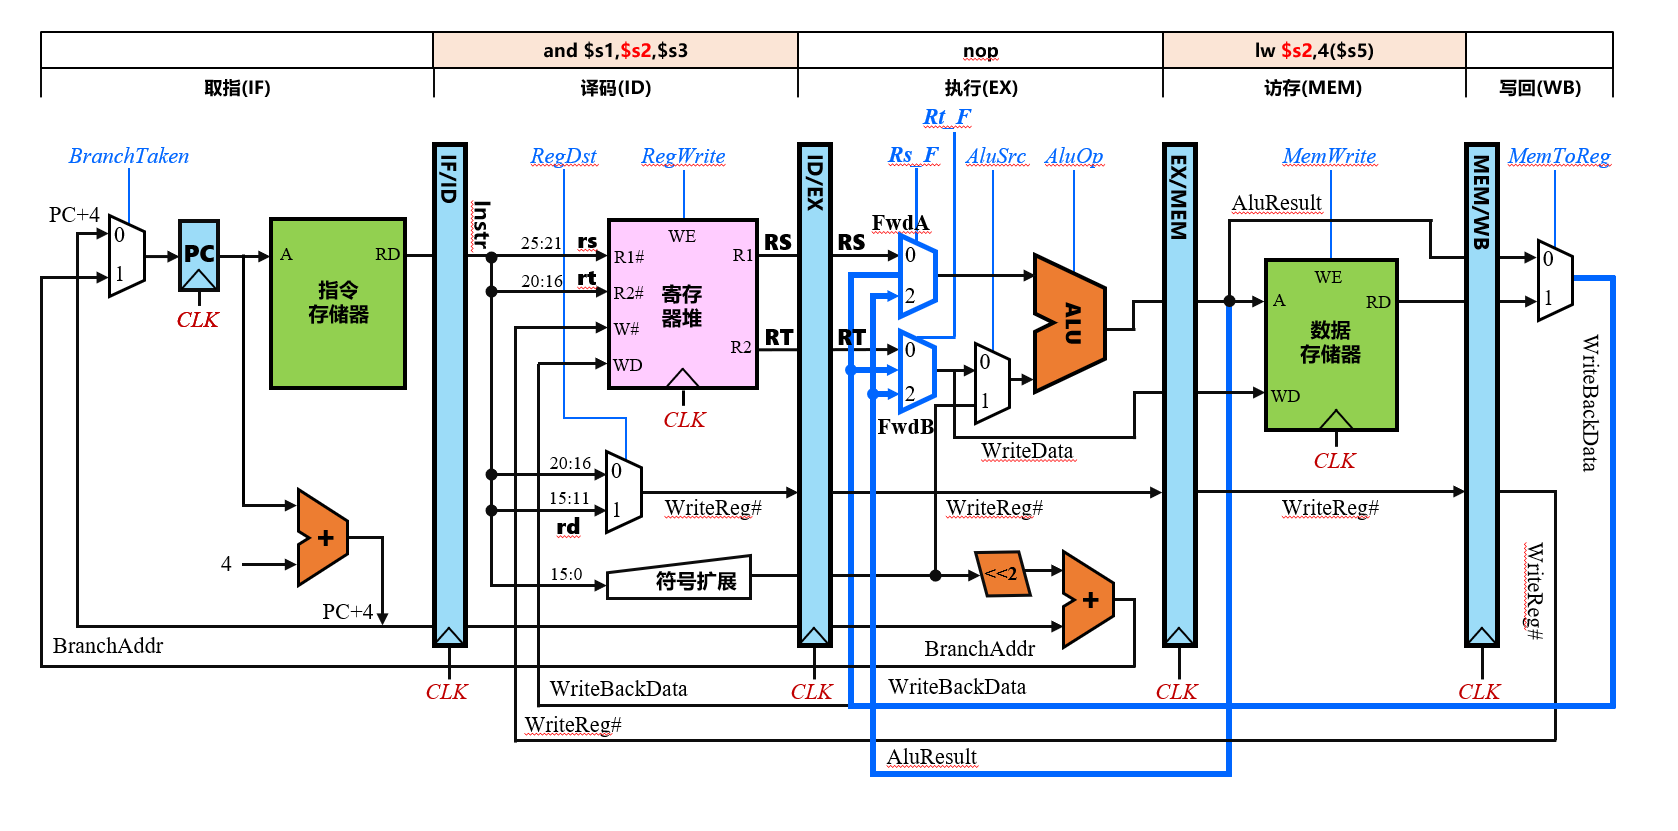 and $s1,$s2,$s3
nop
lw $s2,4($s5)
取指(IF)
译码(ID)
执行(EX)
访存(MEM)
写回(WB)
Rt_F
BranchTaken
RegDst
RegWrite
Rs_F
AluSrc
AluOp
MemWrite
MemToReg
IF/ID
ID/EX
EX/MEM
MEM/WB
PC+4
0
1
PC
CLK
A
RD
指令
存储器
Instr
25:21
rs
20:16
rt
WE
R1#
R1
R2#
寄存
器堆
W#
WD
R2
CLK
RS
RT
RS
RT
FwdA
0
2
0
2
FwdB
0
1
ALU
AluResult
WE
A
RD
数据
存储器
WD
CLK
0
1
WriteBackData
WriteData
20:16
0
15:11
1
rd
WriteReg#
WriteReg#
WriteReg#
WriteReg#
+
4
PC+4
15:0
符号扩展
<<2
+
BranchAddr
BranchAddr
CLK
CLK
CLK
CLK
WriteBackData
WriteBackData
WriteReg#
AluResult